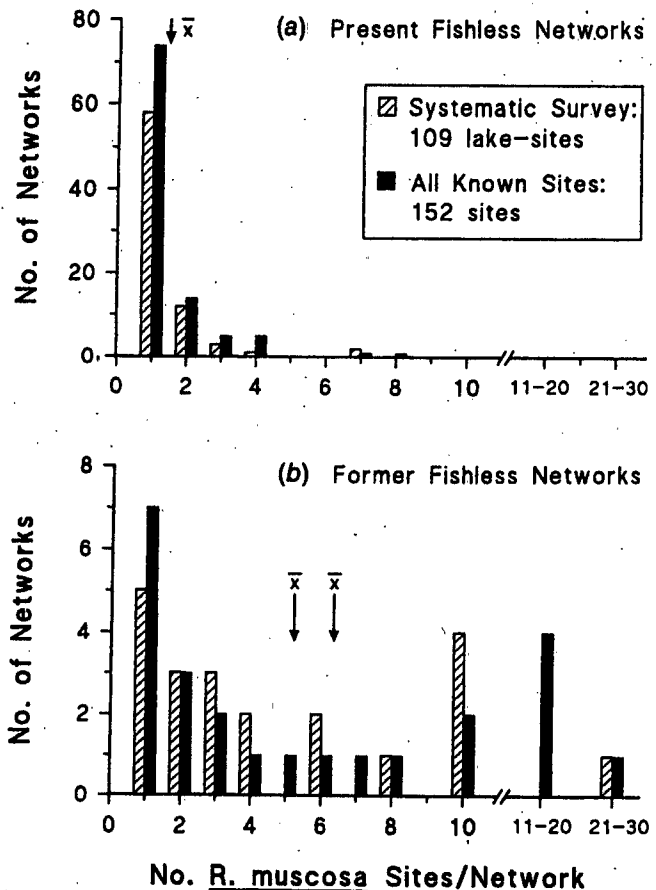 80
60
40
20
0
No. of Networks
x̄
(a) Present Fishless Networks
Systematic Survey:
109 lake-sites
All Known Sites:
152 sites
0 2 4 6 8 10 11-20 21-30
(b) Former Fishless Networks
8
6
4
2
0
No. of Networks
x̄ x̄
0 2 4 6 8 10 11-20 21-30
No. R. muscosa Sites/Network